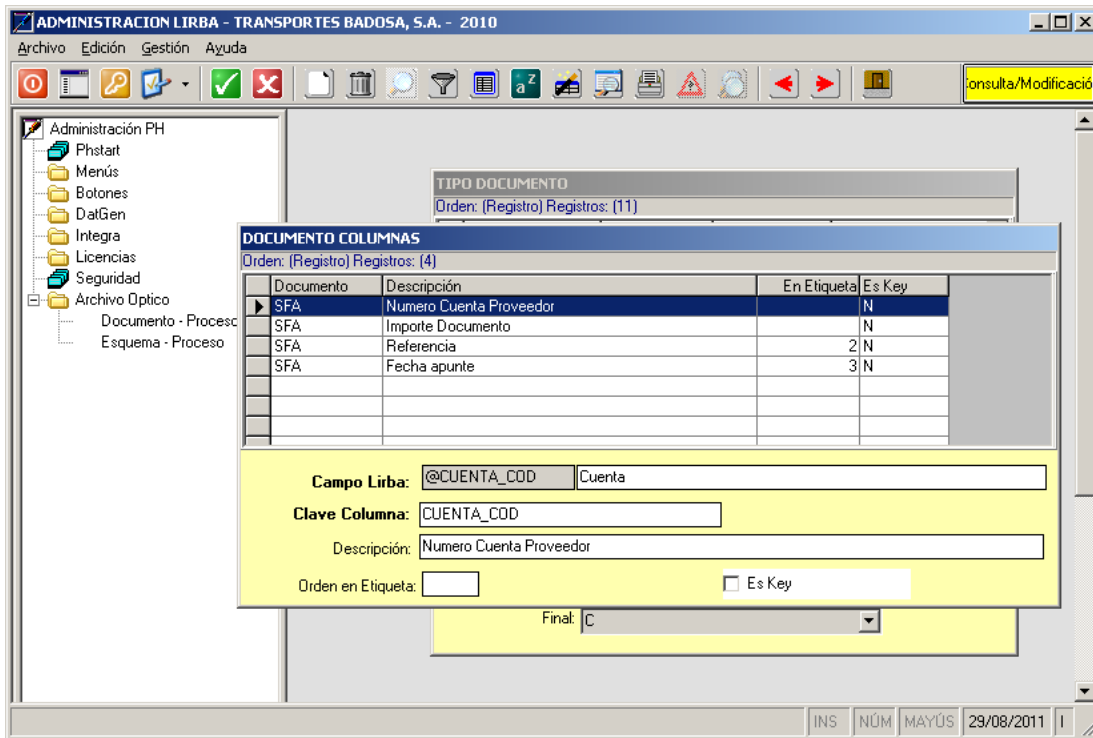 ADMINISTRACION LIRBA - TRANSPORTES BADOSA, S.A. - 2010
Archivo Edición Gestión Ayuda
onsulta/Modificació
Administración PH
Phstart
Menús
Botones
DatGen
Integra
Licencias
Seguridad
Archivo Optico
Documento - Proceso
Esquema - Proceso
TIPO DOCUMENTO
Orden: (Registro) Registros: (11)
DOCUMENTO COLUMNAS
Orden: (Registro) Registros: (4)
Documento Descripción En Etiqueta Es Key
SFA Numero Cuenta Proveedor N
SFA Importe Documento N
SFA Referencia 2 N
SFA Fecha apunte 3 N
Campo Lirba: @CUENTA_COD Cuenta
Clave Columna: CUENTA_COD
Descripción: Numero Cuenta Proveedor
Orden en Etiqueta: Es Key
Final: C
INS NÚM MAYÚS 29/08/2011 I